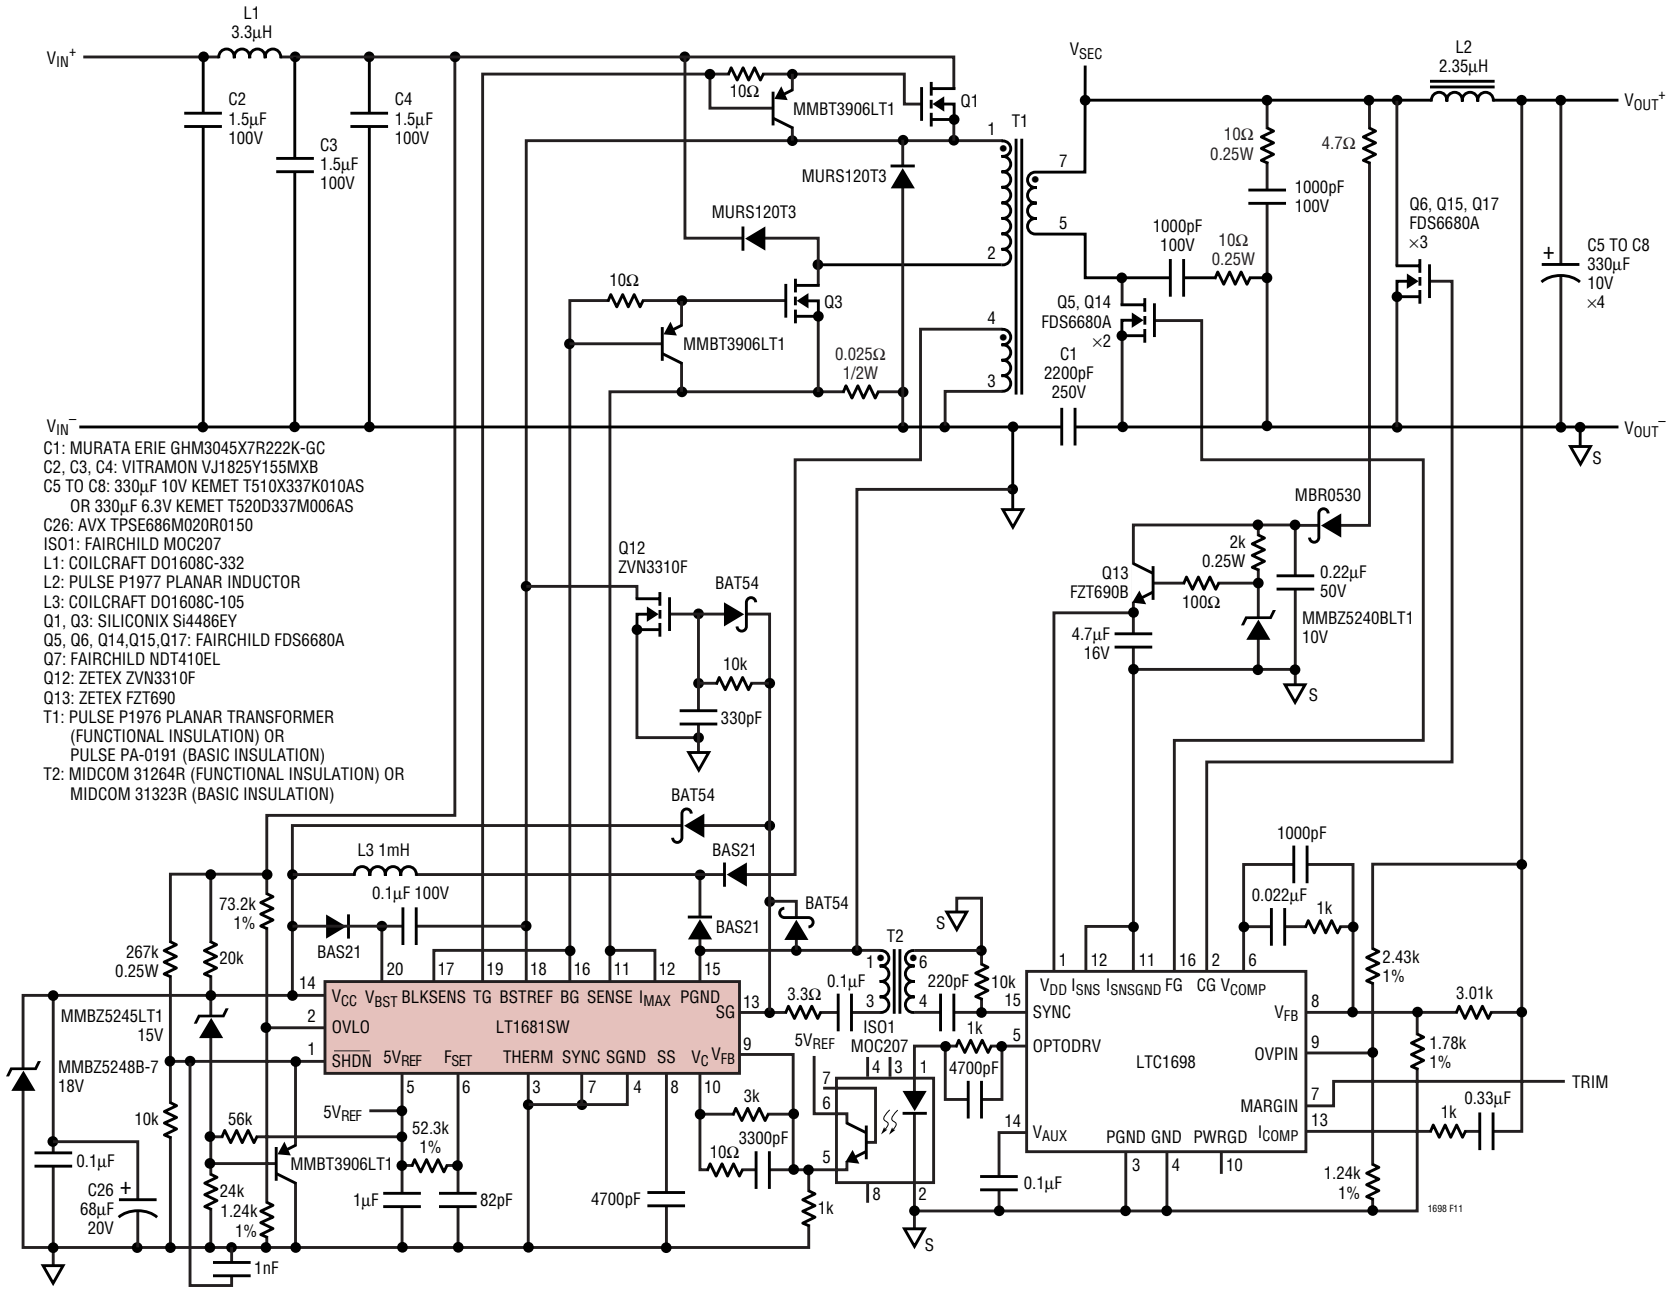 L1
3.3µH
VIN+
C2
1.5µF
100V
C3
1.5µF
100V
C4
1.5µF
100V
10Ω
MMBT3906LT1
Q1
MURS120T3
MURS120T3
10Ω
Q3
MMBT3906LT1
0.025Ω
1/2W
T1
1
2
4
3
7
5
VSEC
L2
2.35µH
VOUT+
10Ω
0.25W
1000pF
100V
4.7Ω
1000pF
100V
10Ω
0.25W
Q6, Q15, Q17
FDS6680A
×3
+
C5 TO C8
330µF
10V
×4
Q5, Q14
FDS6680A
×2
C1
2200pF
250V
VIN–
VOUT–
S
C1: MURATA ERIE GHM3045X7R222K-GC
C2, C3, C4: VITRAMON VJ1825Y155MXB
C5 TO C8: 330µF 10V KEMET T510X337K010AS
OR 330µF 6.3V KEMET T520D337M006AS
C26: AVX TPSE686M020R0150
ISO1: FAIRCHILD MOC207
L1: COILCRAFT DO1608C-332
L2: PULSE P1977 PLANAR INDUCTOR
L3: COILCRAFT DO1608C-105
Q1, Q3: SILICONIX Si4486EY
Q5, Q6, Q14,Q15,Q17: FAIRCHILD FDS6680A
Q7: FAIRCHILD NDT410EL
Q12: ZETEX ZVN3310F
Q13: ZETEX FZT690
T1: PULSE P1976 PLANAR TRANSFORMER
(FUNCTIONAL INSULATION) OR
PULSE PA-0191 (BASIC INSULATION)
T2: MIDCOM 31264R (FUNCTIONAL INSULATION) OR
MIDCOM 31323R (BASIC INSULATION)
Q12
ZVN3310F
BAT54
10k
330pF
BAT54
MBR0530
2k
0.25W
Q13
FZT690B
100Ω
0.22µF
50V
MMBZ5240BLT1
10V
4.7µF
16V
S
L3 1mH
BAS21
0.1µF 100V
BAS21
BAS21
BAT54
73.2k
1%
267k
0.25W
20k
S
T2
1
3
6
4
3.3Ω
0.1µF
220pF
10k
1000pF
0.022µF
1k
2.43k
1%
14
20
17
19
18
16
11
12
15
13
2
1
5
6
3
7
4
8
10
9
VCC
VBST
BLKSENS
TG
BSTREF
BG
SENSE
IMAX
PGND
SG
OVLO
LT1681SW
SHDN
5VREF
FSET
THERM
SYNC
SGND
SS
VC
VFB
MMBZ5245LT1
15V
MMBZ5248B-7
18V
10k
56k
5VREF
52.3k
1%
MMBT3906LT1
24k
1.24k
1%
0.1µF
C26
68µF
20V
+
1nF
1µF
82pF
4700pF
3k
10Ω
3300pF
1k
5VREF
ISO1
MOC207
7
6
5
4
3
1
8
2
S
1k
4700pF
0.1µF
1
12
11
16
2
6
15
5
14
3
4
10
8
9
7
13
VDD
ISNS
ISNSGND
FG
CG
VCOMP
SYNC
OPTODRV
VAUX
LTC1698
VFB
OVPIN
MARGIN
ICOMP
PGND
GND
PWRGD
3.01k
1.78k
1%
TRIM
1k
0.33µF
1.24k
1%
1698 F11